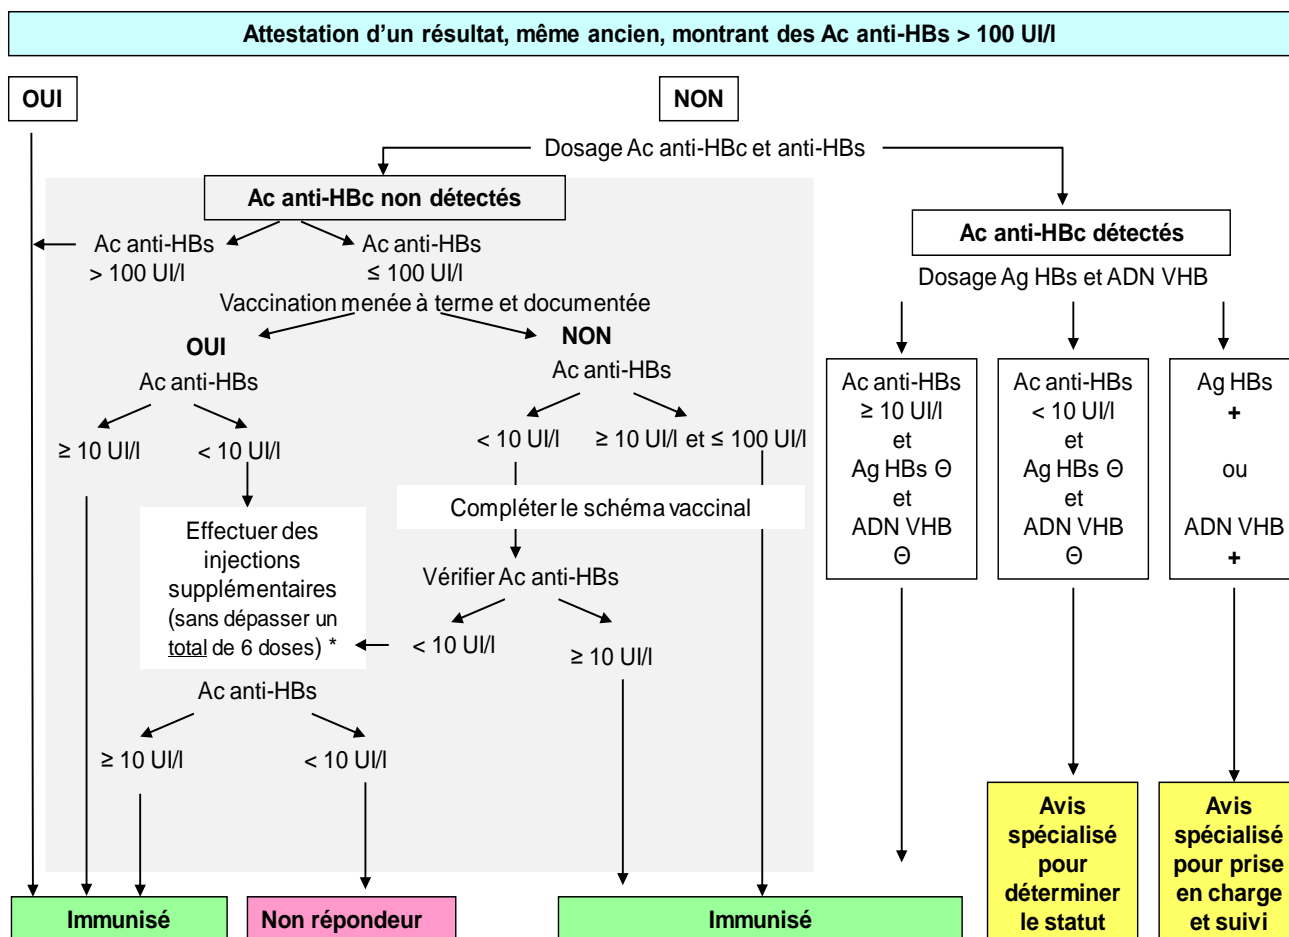 Attestation d’un résultat, même ancien, montrant des Ac anti-HBs > 100 UI/l
OUI
NON
Dosage Ac anti-HBc et anti-HBs
Ac anti-HBc non détectés
Ac anti-HBs
> 100 UI/l
Ac anti-HBs
≤ 100 UI/l
Vaccination menée à terme et documentée
OUI
Ac anti-HBs
≥ 10 UI/l
< 10 UI/l
Effectuer des
injections
supplémentaires
(sans dépasser un
total de 6 doses) *
Ac anti-HBs
≥ 10 UI/l
< 10 UI/l
NON
Ac anti-HBs
< 10 UI/l
≥ 10 UI/l et ≤ 100 UI/l
Compléter le schéma vaccinal
Vérifier Ac anti-HBs
< 10 UI/l
≥ 10 UI/l
Ac anti-HBc détectés
Dosage Ag HBs et ADN VHB
Ac anti-HBs
≥ 10 UI/l
et
Ag HBs Θ
et
ADN VHB
Θ
Ac anti-HBs
< 10 UI/l
et
Ag HBs Θ
et
ADN VHB
Θ
Ag HBs
+
ou
ADN VHB
+
Immunisé
Non répondeur
Immunisé
Avis
spécialisé
pour
déterminer
le statut
Avis
spécialisé
pour prise
en charge
et suivi